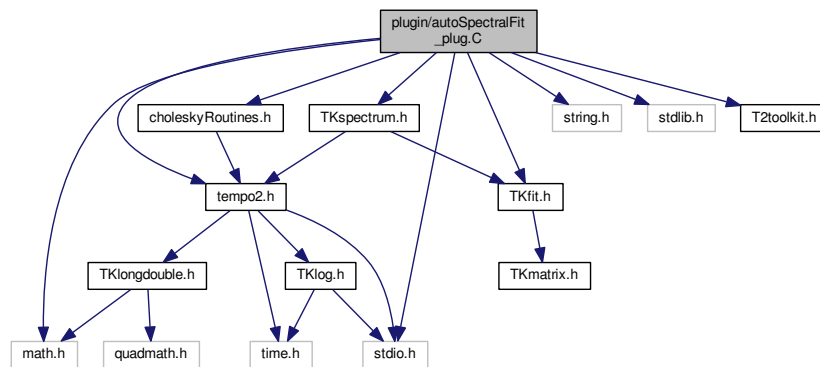 plugin/autoSpectralFit
_plug.C
choleskyRoutines.h
TKspectrum.h
string.h
stdlib.h
T2toolkit.h
tempo2.h
TKfit.h
TKlongdouble.h
TKlog.h
TKmatrix.h
math.h
quadmath.h
time.h
stdio.h